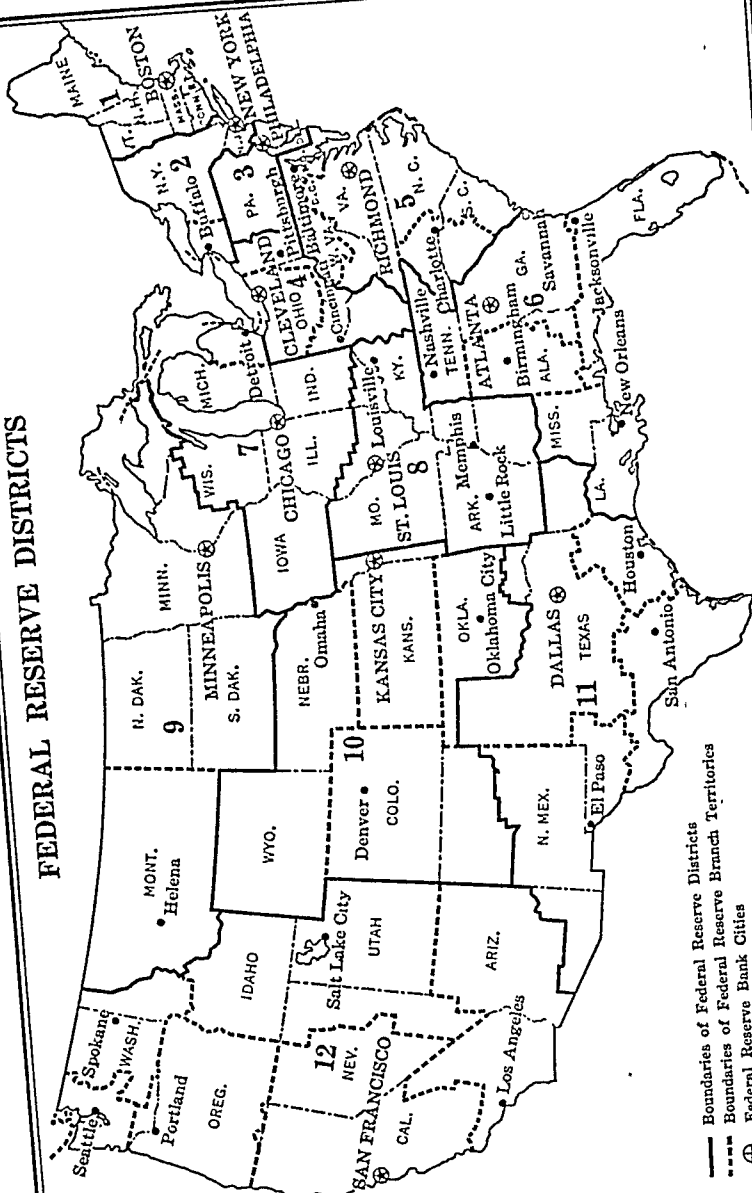 FEDERAL RESERVE DISTRICTS
Seattle
Spokane
WASH.
Portland
OREG.
IDAHO
MONT.
Helena
N. DAK.
9
MINNEAPOLIS
S. DAK.
MINN.
WIS.
MICH.
7
Detroit
CHICAGO
IOWA
ILL.
IND.
WYO.
NEBR.
Omaha
10
Denver
COLO.
KANSAS CITY
KANS.
Salt Lake City
UTAH
12
NEV.
SAN FRANCISCO
CAL.
Los Angeles
ARIZ.
N. MEX.
El Paso
11
DALLAS
TEXAS
San Antonio
Houston
OKLA.
Oklahoma City
MO.
ST. LOUIS
8
Louisville
KY.
ARK.
Memphis
Little Rock
LA.
MISS.
New Orleans
Nashville
TENN.
ATLANTA
Birmingham
ALA.
6
GA.
Savannah
Jacksonville
FLA.
Charlotte
S. C.
5
N. C.
RICHMOND
VA.
W. VA.
Baltimore
D.C.
Cincinnati
CLEVELAND
OHIO
4
Pittsburgh
PA.
3
PHILADELPHIA
N.J.
NEW YORK
Buffalo
N.Y.
2
VT.
N.H.
1
MAINE
BOSTON
MASS.
CONN.
Boundaries of Federal Reserve Districts
Boundaries of Federal Reserve Branch Territories
Federal Reserve Bank Cities